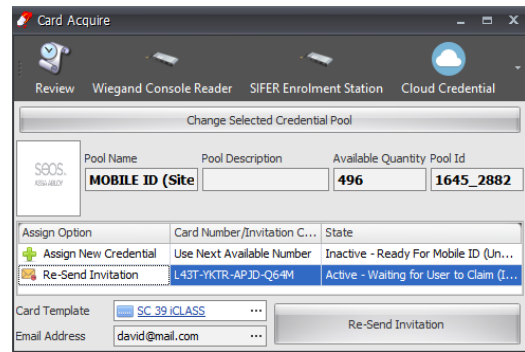 Card Acquire
Review Wiegand Console Reader SIFER Enrolment Station Cloud Credential
Change Selected Credential Pool
seos.
ASSA ABLOY
Pool Name Pool Description Available Quantity Pool Id
MOBILE ID (Site 496 1645_2882
Assign Option Card Number/Invitation C... State
Assign New Credential Use Next Available Number Inactive - Ready For Mobile ID (Un...
Re-Send Invitation L43T-YKTR-APJD-Q64M Active - Waiting for User to Claim (I...
Card Template SC 39 iCLASS ...
Email Address david@mail.com ...
Re-Send Invitation